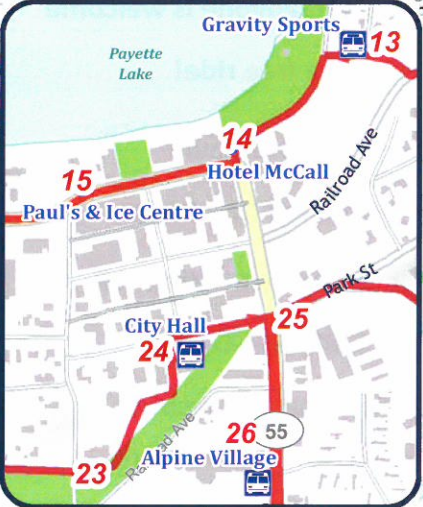 Gravity Sports
13
Payette
Lake
14
15
Hotel McCall
Paul's & Ice Centre
Railroad Ave
Park St
25
City Hall
24
26
55
Alpine Village
23
Railroad Ave